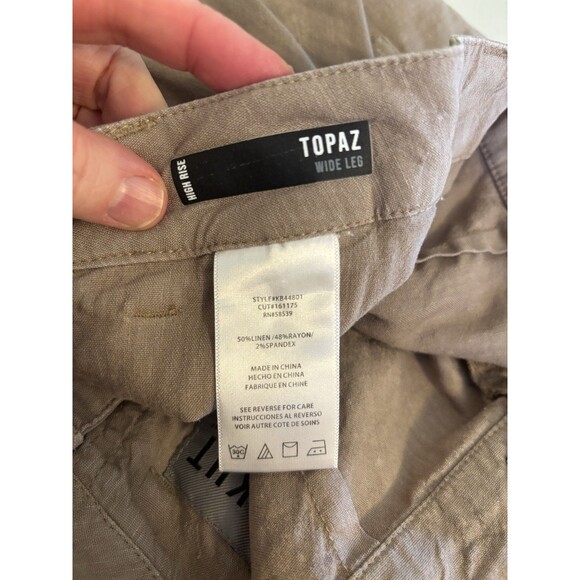 HIGH RISE
TOPAZ
WIDE LEG
STYLE#KB44801
CUT#161175
RN#58539
50%LINEN /48%RAYON/
2%SPANDEX
MADE IN CHINA
HECHO EN CHINA
FABRIQUE EN CHINE
SEE REVERSE FOR CARE
INSTRUCCIONES AL REVERSO
VOIR AUTRE COTE DE SOINS
30C
KUT